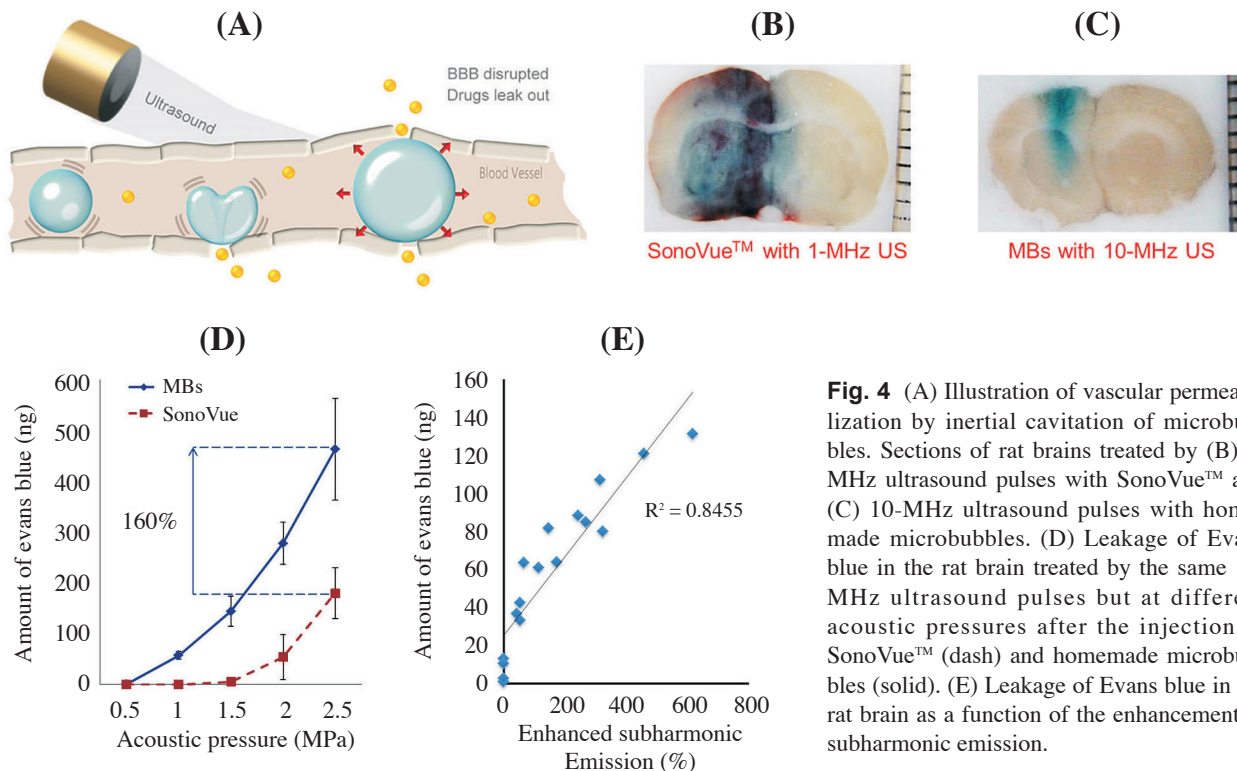 (A)
Ultrasound
BBB disrupted
Drugs leak out
Blood Vessel
(B)
SonoVue™ with 1-MHz US
(C)
MBs with 10-MHz US
(D)
Amount of evans blue (ng)
600
500
400
300
200
100
0
MBs
SonoVue
160%
0.5 1 1.5 2 2.5
Acoustic pressure (MPa)
(E)
Amount of evans blue (ng)
160
140
120
100
80
60
40
20
0
R² = 0.8455
0 200 400 600 800
Enhanced subharmonic
Emission (%)
Fig. 4 (A) Illustration of vascular permea
lization by inertial cavitation of microbu
bles. Sections of rat brains treated by (B)
MHz ultrasound pulses with SonoVue™ a
(C) 10-MHz ultrasound pulses with hom
made microbubbles. (D) Leakage of Eva
blue in the rat brain treated by the same
MHz ultrasound pulses but at differe
acoustic pressures after the injection
SonoVue™ (dash) and homemade microbu
bles (solid). (E) Leakage of Evans blue in
rat brain as a function of the enhancement
subharmonic emission.